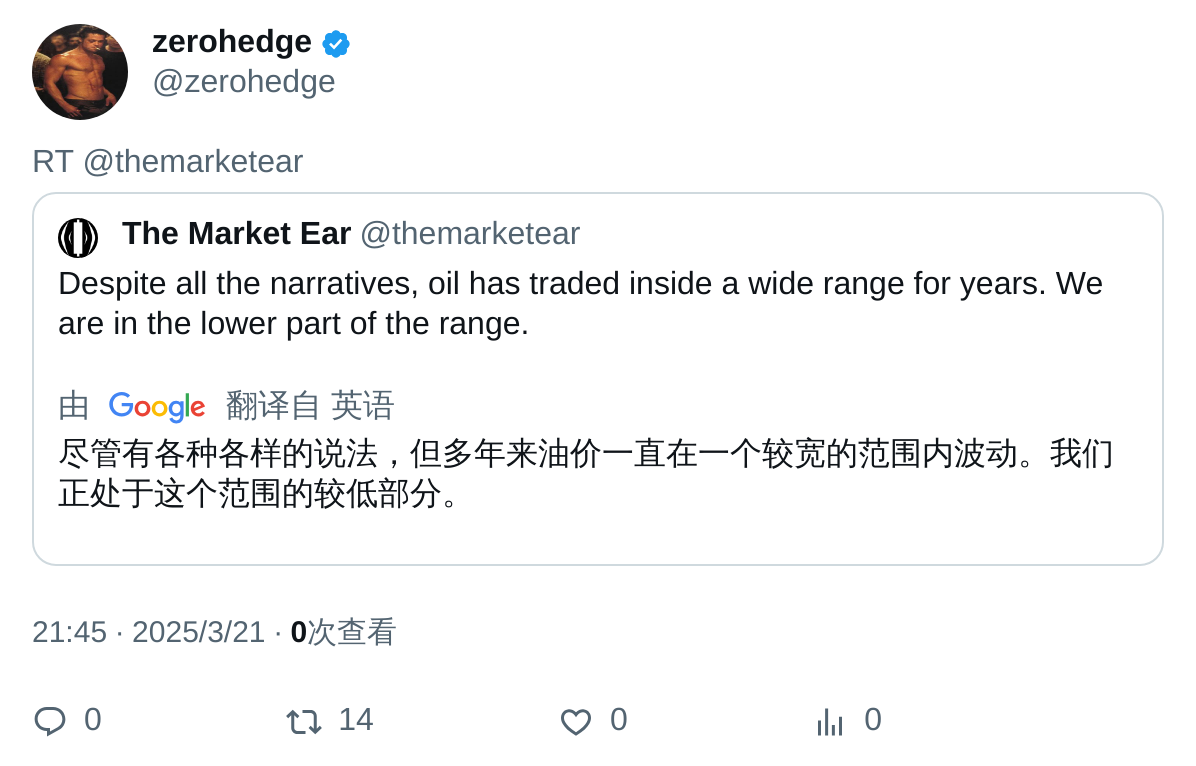 zerohedge
@zerohedge
RT @themarketear
The Market Ear @themarketear
Despite all the narratives, oil has traded inside a wide range for years. We
are in the lower part of the range.
由 Google 翻译自 英语
尽管有各种各样的说法，但多年来油价一直在一个较宽的范围内波动。我们
正处于这个范围的较低部分。
21:45 · 2025/3/21 · 0次查看
0 14 0 0